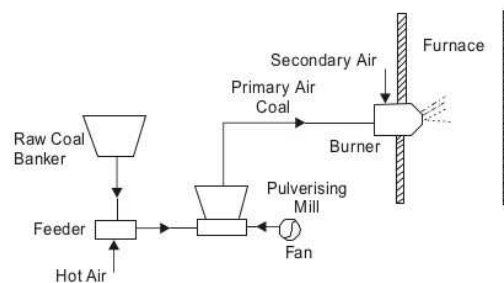 Secondary Air
Furnace
Primary Air
Coal
Raw Coal
Banker
Burner
Pulverising
Mill
Feeder
Fan
Hot Air